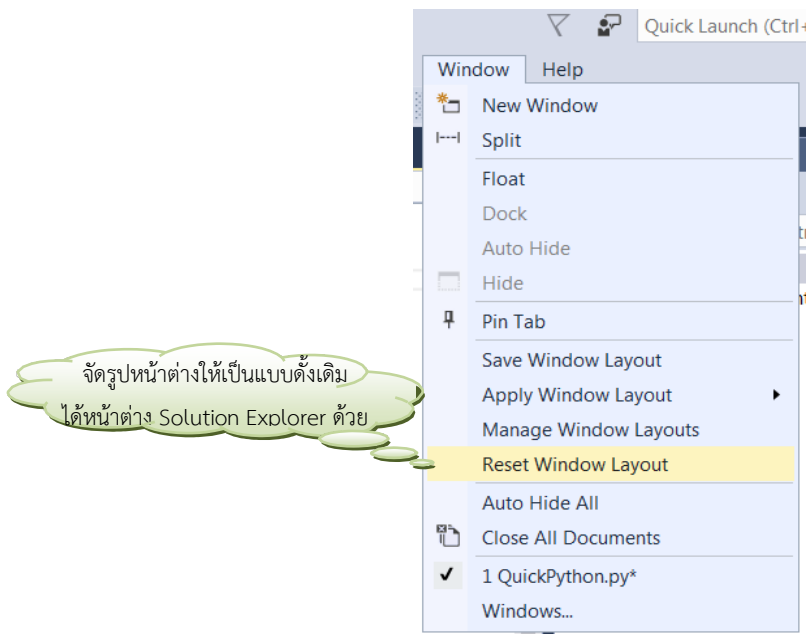 Quick Launch (Ctrl+
Window Help
New Window
Split
Float
Dock
Auto Hide
Hide
Pin Tab
Save Window Layout
Apply Window Layout
Manage Window Layouts
Reset Window Layout
Auto Hide All
Close All Documents
1 QuickPython.py*
Windows...
จัดรูปหน้าต่างให้เป็นแบบดั้งเดิม
ได้หน้าต่าง Solution Explorer ด้วย